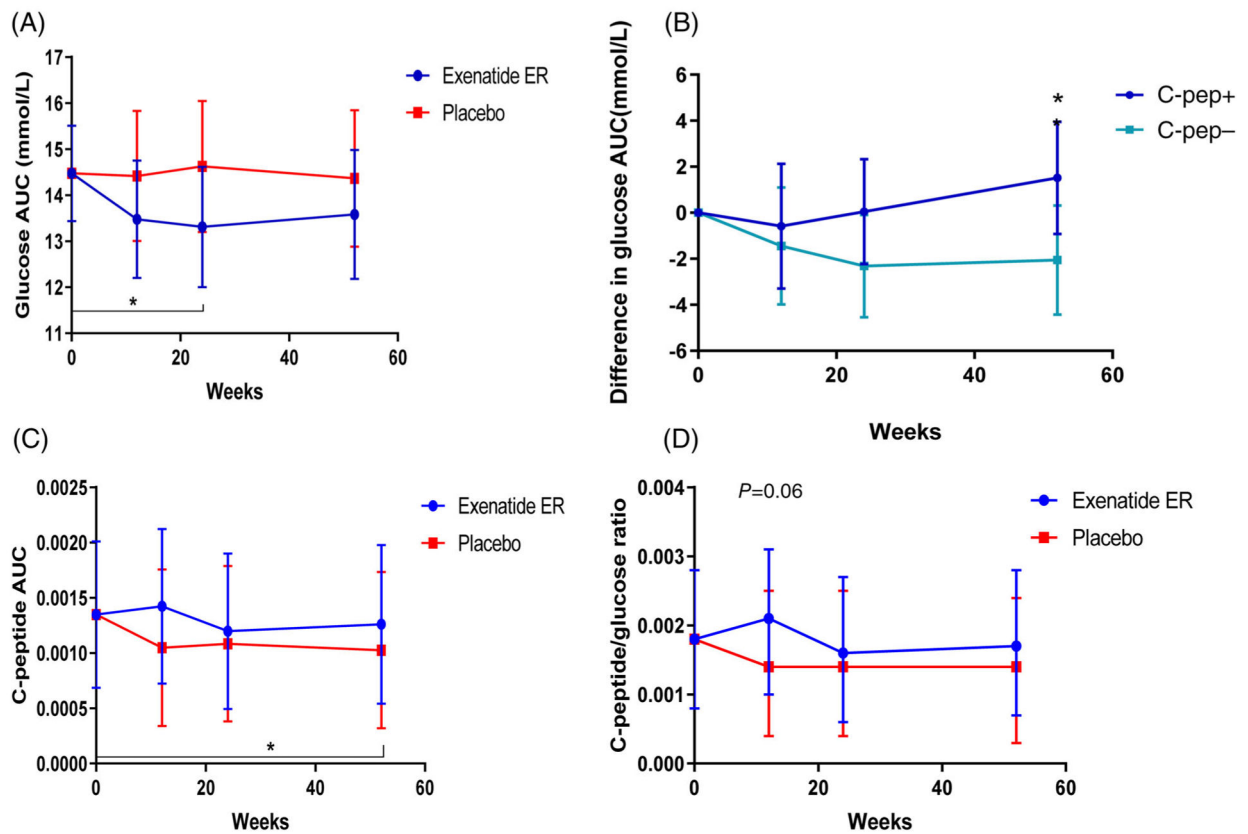 (A)
Glucose AUC (mmol/L)
17
16
15
14
13
12
11
*
0
20
40
60
Weeks
Exenatide ER
Placebo
(B)
Difference in glucose AUC(mmol/L)
6
4
2
0
-2
-4
-6
*
*
0
20
40
60
Weeks
C-pep+
C-pep–
(C)
C-peptide AUC
0.0025
0.0020
0.0015
0.0010
0.0005
0.0000
*
0
20
40
60
Weeks
Exenatide ER
Placebo
(D)
C-peptide/glucose ratio
0.004
0.003
0.002
0.001
0.000
P=0.06
0
20
40
60
Weeks
Exenatide ER
Placebo